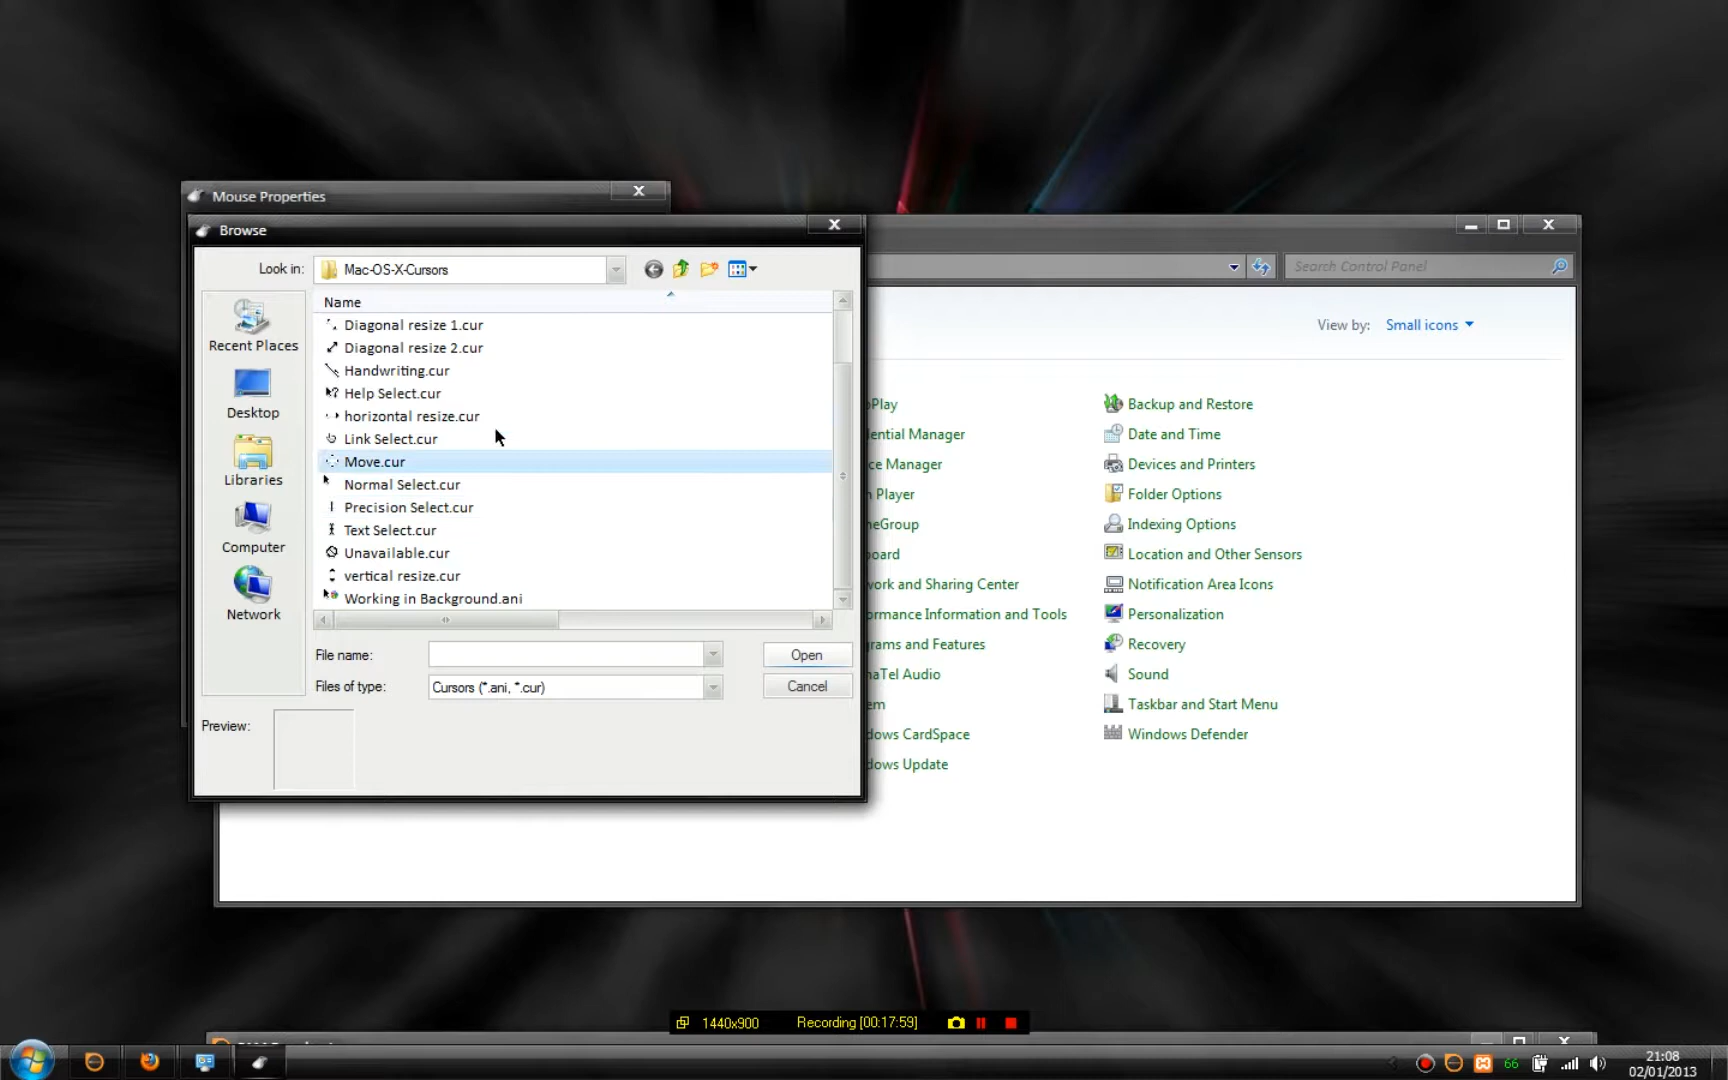 Mouse Properties
Browse
Look in: Mac-OS-X-Cursors
Search Control Panel
Name
Recent Places
Desktop
Libraries
Computer
Network
Diagonal resize 1.cur
Diagonal resize 2.cur
Handwriting.cur
Help Select.cur
horizontal resize.cur
Link Select.cur
Move.cur
Normal Select.cur
Precision Select.cur
Text Select.cur
Unavailable.cur
vertical resize.cur
Working in Background.ani
File name:
Open
Files of type: Cursors (*.ani, *.cur)
Cancel
Preview:
View by: Small icons
oPlay
ential Manager
ce Manager
n Player
neGroup
oard
work and Sharing Center
ormance Information and Tools
rams and Features
naTel Audio
em
dows CardSpace
dows Update
Backup and Restore
Date and Time
Devices and Printers
Folder Options
Indexing Options
Location and Other Sensors
Notification Area Icons
Personalization
Recovery
Sound
Taskbar and Start Menu
Windows Defender
1440x900 Recording [00:17:59]
66
21:08
02/01/2013